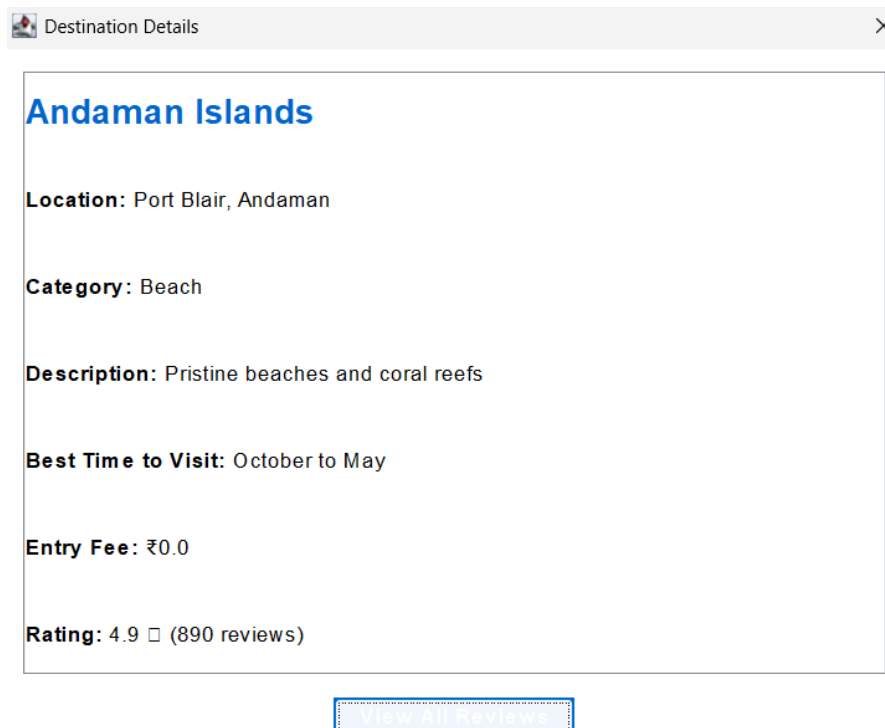 Destination Details
Andaman Islands
Location: Port Blair, Andaman
Category: Beach
Description: Pristine beaches and coral reefs
Best Time to Visit: October to May
Entry Fee: ₹0.0
Rating: 4.9 □ (890 reviews)
View All Reviews